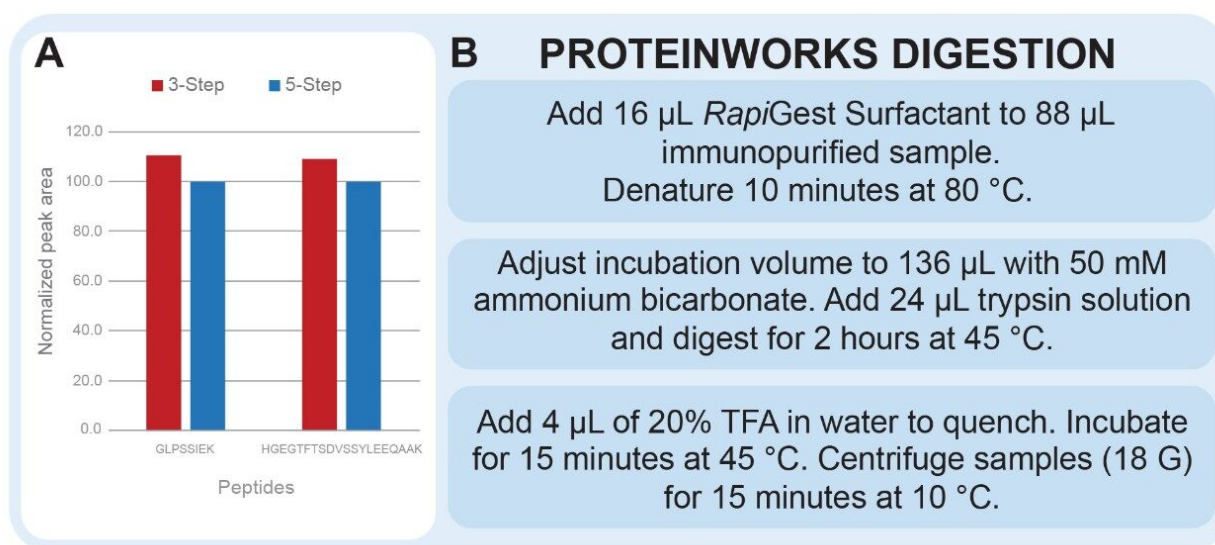 A
3-Step 5-Step
Normalized peak area
120.0
100.0
80.0
60.0
40.0
20.0
0.0
GLPSSIEK HGEGTFTSDVSSYLEEQAAK
Peptides
B PROTEINWORKS DIGESTION
Add 16 µL RapiGest Surfactant to 88 µL
immunopurified sample.
Denature 10 minutes at 80 °C.
Adjust incubation volume to 136 µL with 50 mM
ammonium bicarbonate. Add 24 µL trypsin solution
and digest for 2 hours at 45 °C.
Add 4 µL of 20% TFA in water to quench. Incubate
for 15 minutes at 45 °C. Centrifuge samples (18 G)
for 15 minutes at 10 °C.